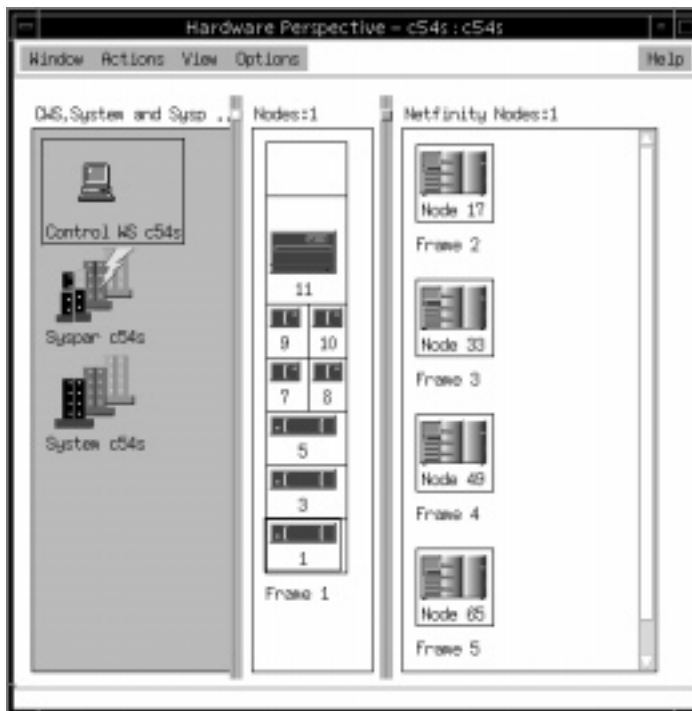 Hardware Perspective - c54s : c54s
Window Actions View Options Help
CWS,System and Sysp ..
Control WS c54s
Syspar c54s
System c54s
Nodes:1
11
9 10
7 8
5
3
1
Frame 1
Netfinity Nodes:1
Node 17
Frame 2
Node 33
Frame 3
Node 49
Frame 4
Node 65
Frame 5